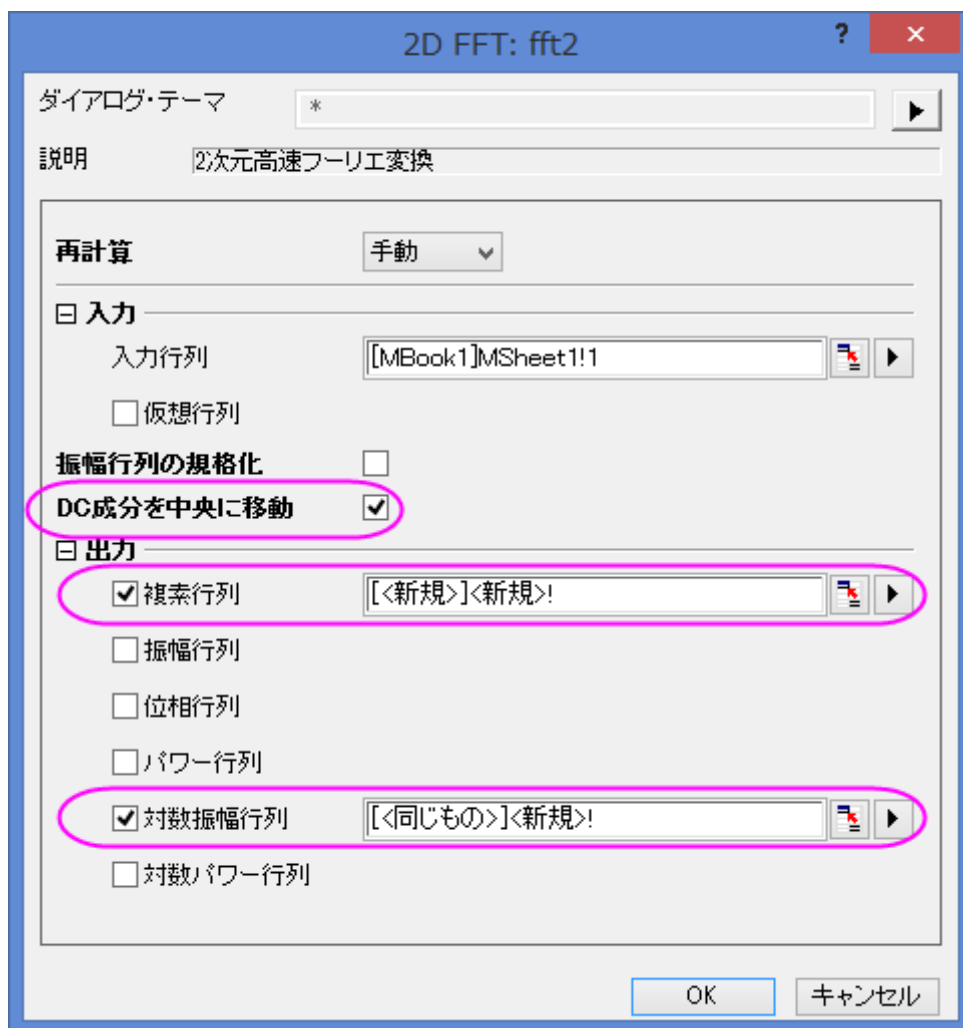 2D FFT: fft2 ? ×
ダイアログ・テーマ *
説明 2次元高速フーリエ変換
再計算 手動
入力
入力行列 [MBook1]MSheet1!1
仮想行列
振幅行列の規格化
DC成分を中央に移動
出力
複素行列 [<新規>]<新規>!
振幅行列
位相行列
パワー行列
対数振幅行列 [<同じもの>]<新規>!
対数パワー行列
OK キャンセル